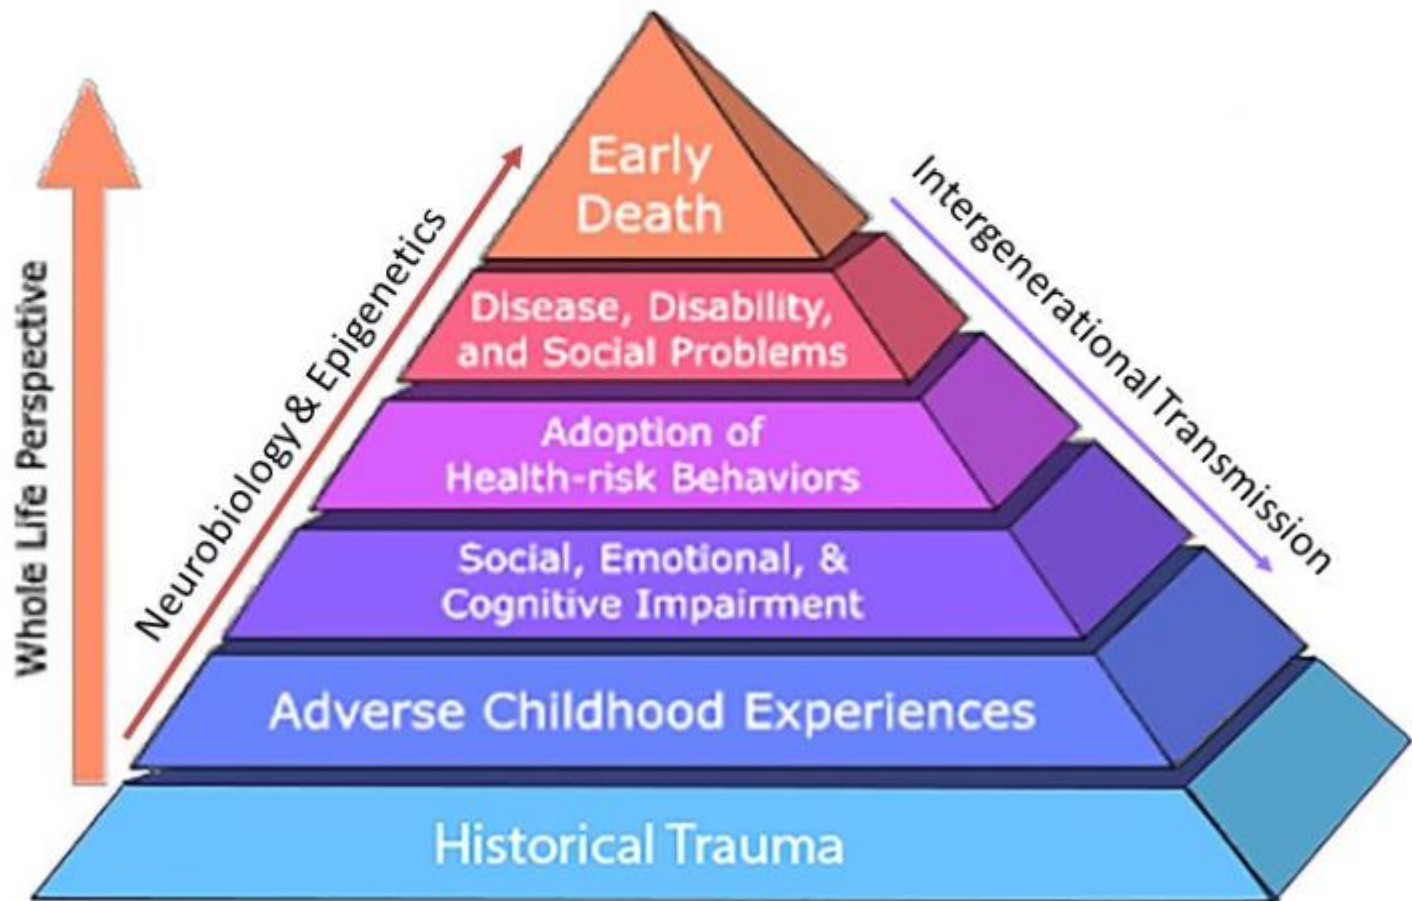 Early
Death
Disease, Disability,
and Social Problems
Adoption of
Health-risk Behaviors
Social, Emotional, &
Cognitive Impairment
Adverse Childhood Experiences
Historical Trauma
Whole Life Perspective
Neurobiology & Epigenetics
Intergenerational Transmission